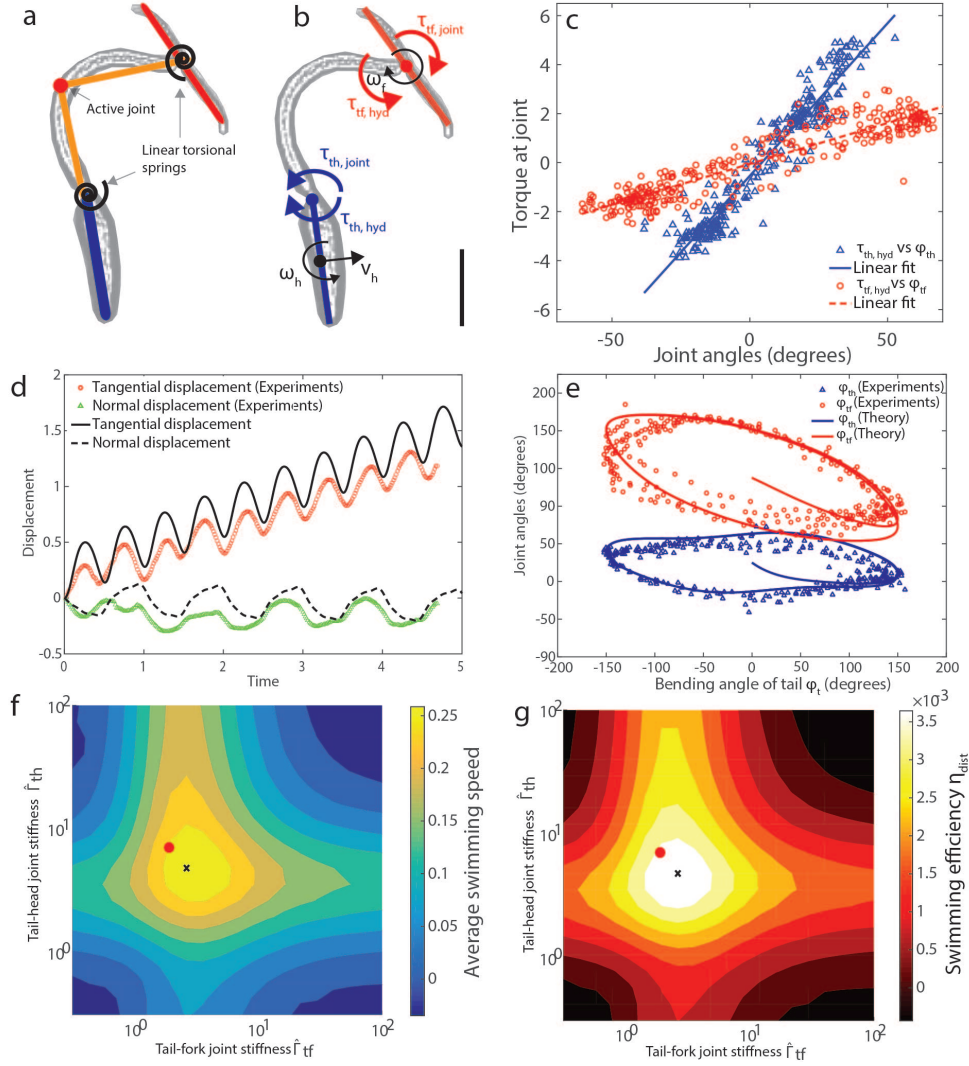 a
Active joint
Linear torsional
springs
b
τtf, joint
ωf
τtf, hyd
τth, joint
τth, hyd
ωh
vh
c
Torque at joint
6
4
2
0
-2
-4
-6
-50
0
50
Joint angles (degrees)
τth, hyd vs φth
Linear fit
τtf, hyd vs φtf
Linear fit
d
Tangential displacement (Experiments)
Normal displacement (Experiments)
Tangential displacement
Normal displacement
Displacement
2
1.5
1
0.5
0
-0.5
0
1
2
3
4
5
Time
e
φth (Experiments)
φtf (Experiments)
φth (Theory)
φtf (Theory)
Joint angles (degrees)
200
150
100
90
50
0
-50
-90
-200
-150
-100
-50
0
50
100
150
200
Bending angle of tail φt (degrees)
f
Tail-head joint stiffness Γ̂th
10²
10¹
10⁰
10⁰
10¹
10²
Tail-fork joint stiffness Γ̂tf
0.25
0.2
0.15
0.1
0.05
0
Average swimming speed
g
Tail-head joint stiffness Γ̂th
10²
10¹
10⁰
10⁰
10¹
10²
Tail-fork joint stiffness Γ̂tf
×10⁻³
3.5
3
2.5
2
1.5
1
0.5
0
Swimming efficiency ηdist